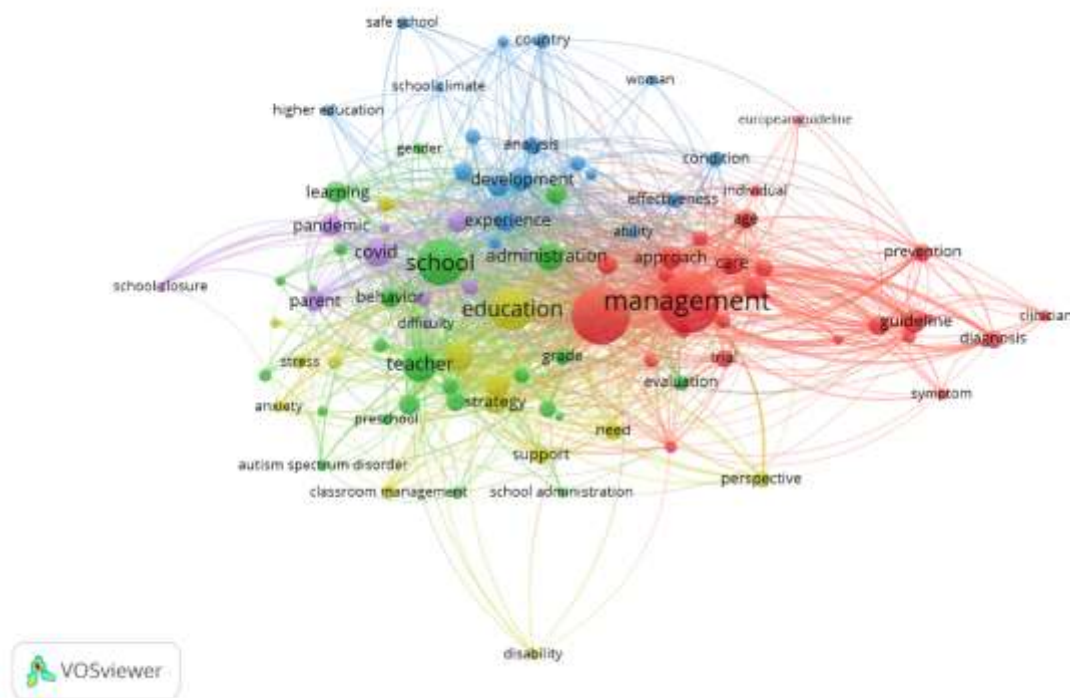 safe school
country
school climate
woman
higher education
european guideline
gender
analysis
condition
learning
development
individual
effectiveness
pandemic
experience
age
ability
covid
school
administration
approach
care
prevention
school closure
parent
behavior
education
management
difficulty
guideline
clinician
diagnosis
stress
teacher
grade
trial
evaluation
symptom
anxiety
preschool
strategy
need
support
autism spectrum disorder
perspective
classroom management
school administration
disability
VOSviewer